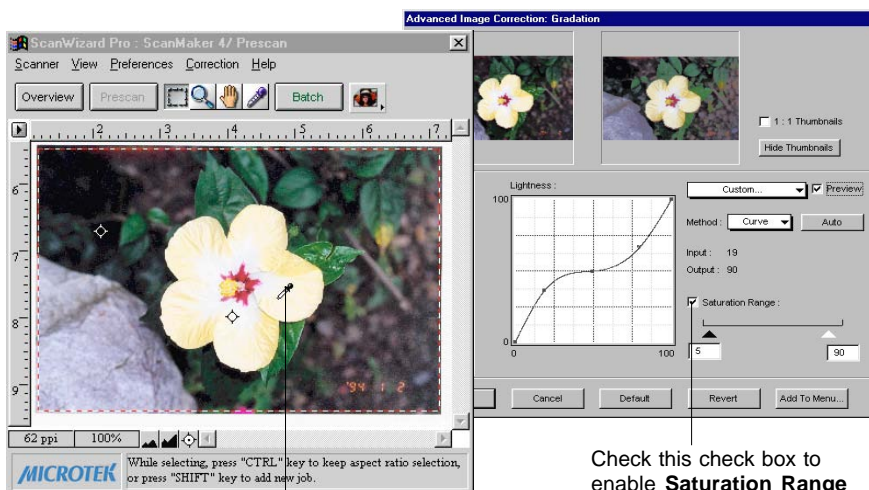 Advanced Image Correction: Gradation
ScanWizard Pro : ScanMaker 4/ Prescan
Scanner View Preferences Correction Help
Overview Prescan Batch
1 : 1 Thumbnails
Hide Thumbnails
2 3 4 5 6 7
6
7
8
9
'94 1 2
62 ppi 100%
MICROTEK
While selecting, press "CTRL" key to keep aspect ratio selection,
or press "SHIFT" key to add new job.
Lightness :
100
0
0 100
Custom... Preview
Method : Curve Auto
Input : 19
Output : 90
Saturation Range :
5 90
Cancel Default Revert Add To Menu...
Check this check box to
enable Saturation Range